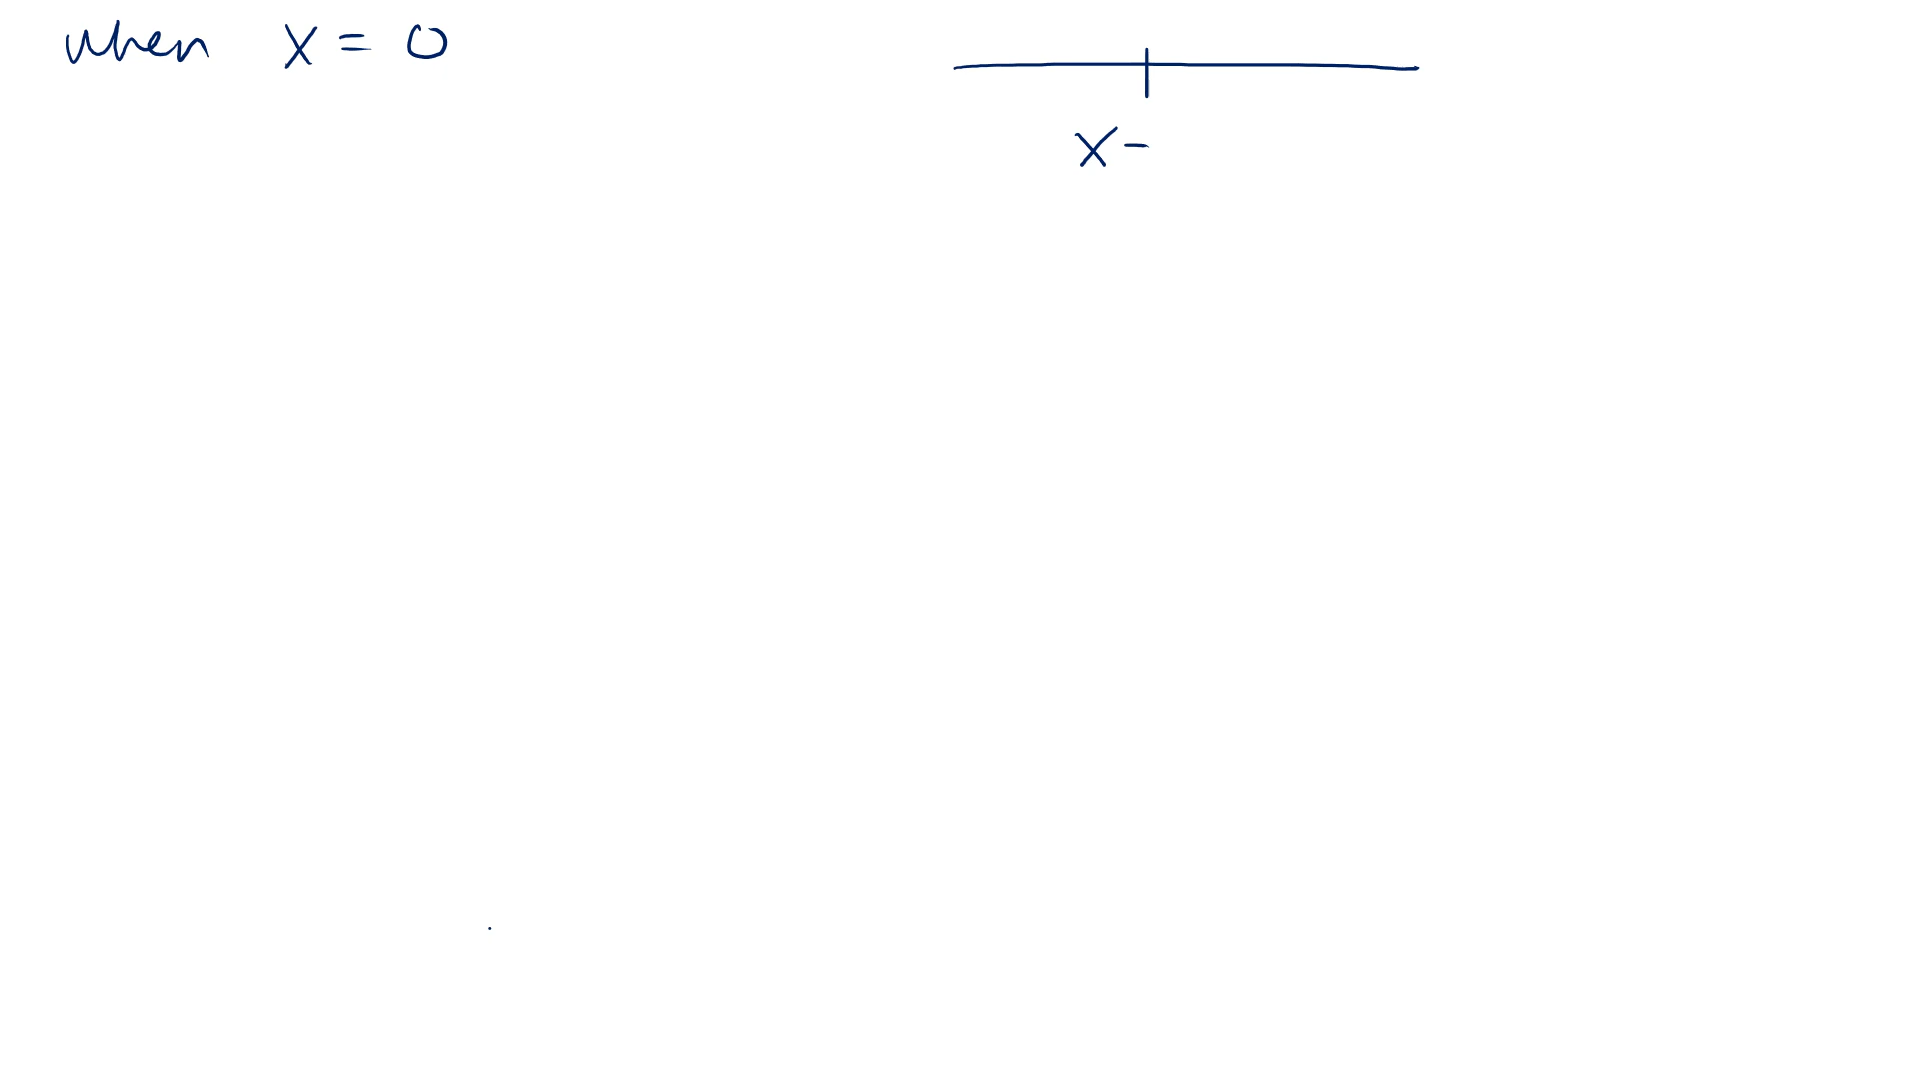 when x = 0
x -